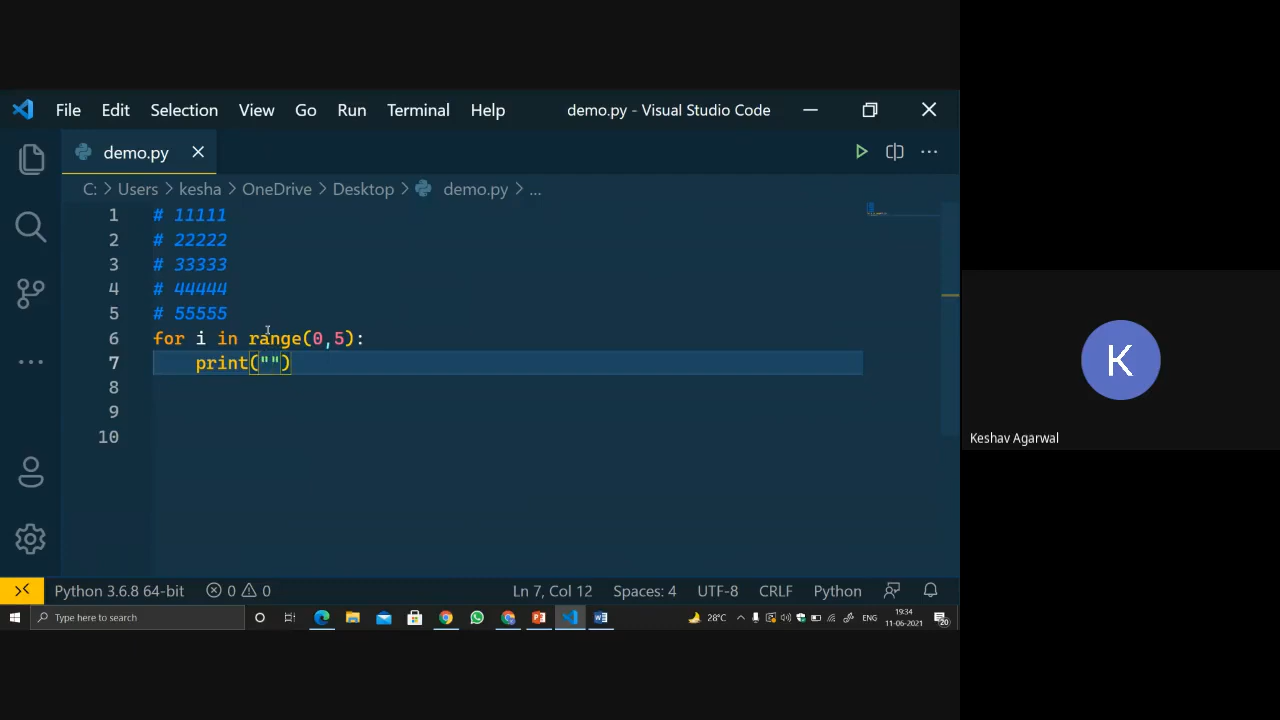 File Edit Selection View Go Run Terminal Help demo.py - Visual Studio Code
demo.py
C: > Users > kesha > OneDrive > Desktop > demo.py > ...
1 # 11111
2 # 22222
3 # 33333
4 # 44444
5 # 55555
6 for i in range(0,5):
7 print("")
8
9
10
K
Keshav Agarwal
Python 3.6.8 64-bit 0 0 Ln 7, Col 12 Spaces: 4 UTF-8 CRLF Python
Type here to search 28°C ENG 19:34
11-06-2021 20